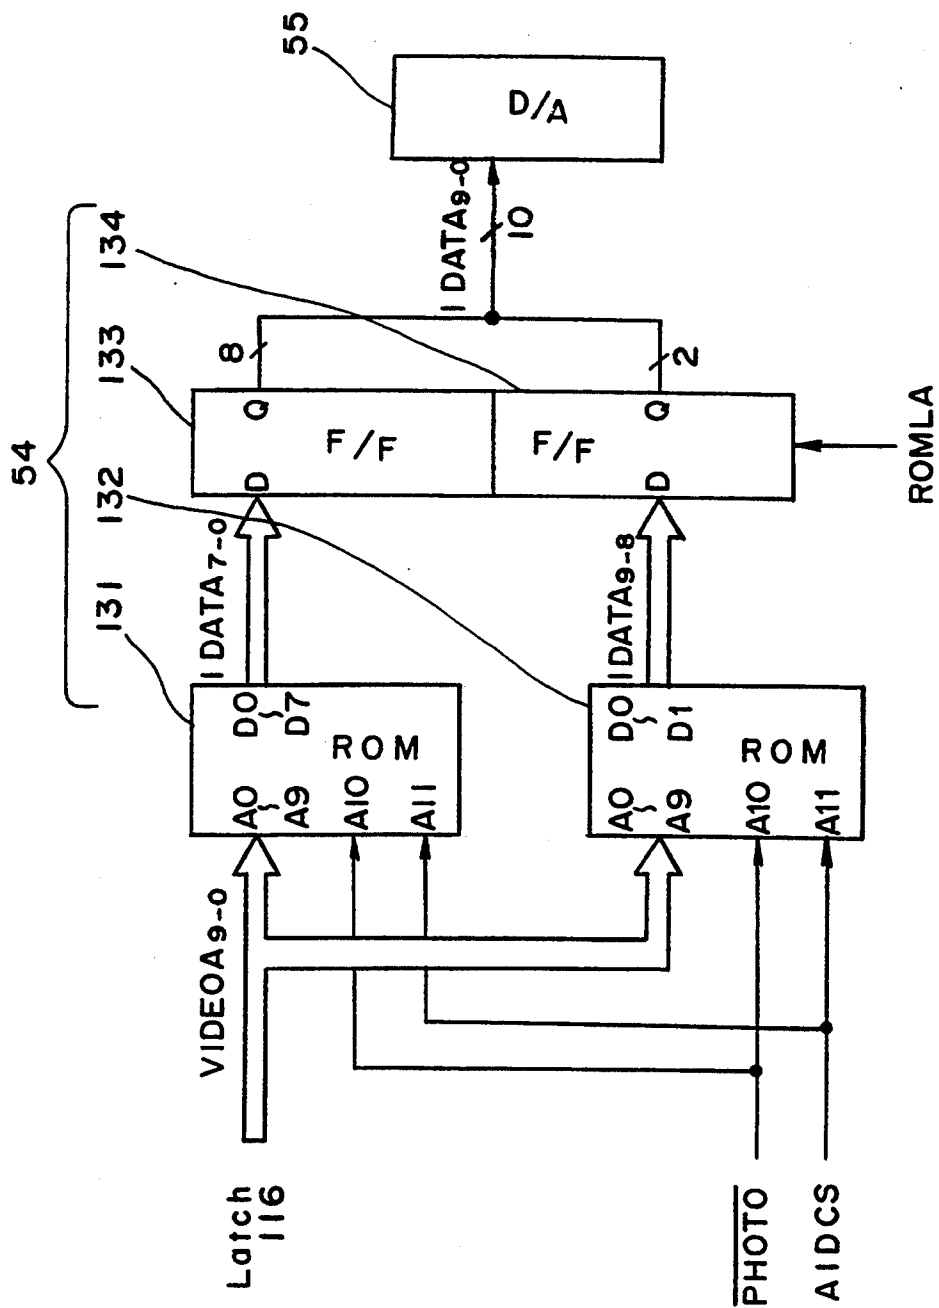 54
131
132
133
134
55
Latch
116
VIDEOA9-0
A0
~
A9
D0
~
D7
ROM
A10
A11
IDATA7-0
D
Q
F/F
8
IDATA9-0
10
D/A
A0
~
A9
D0
~
D1
ROM
A10
A11
IDATA9-8
D
Q
F/F
2
PHOTO
AIDCS
ROMLA